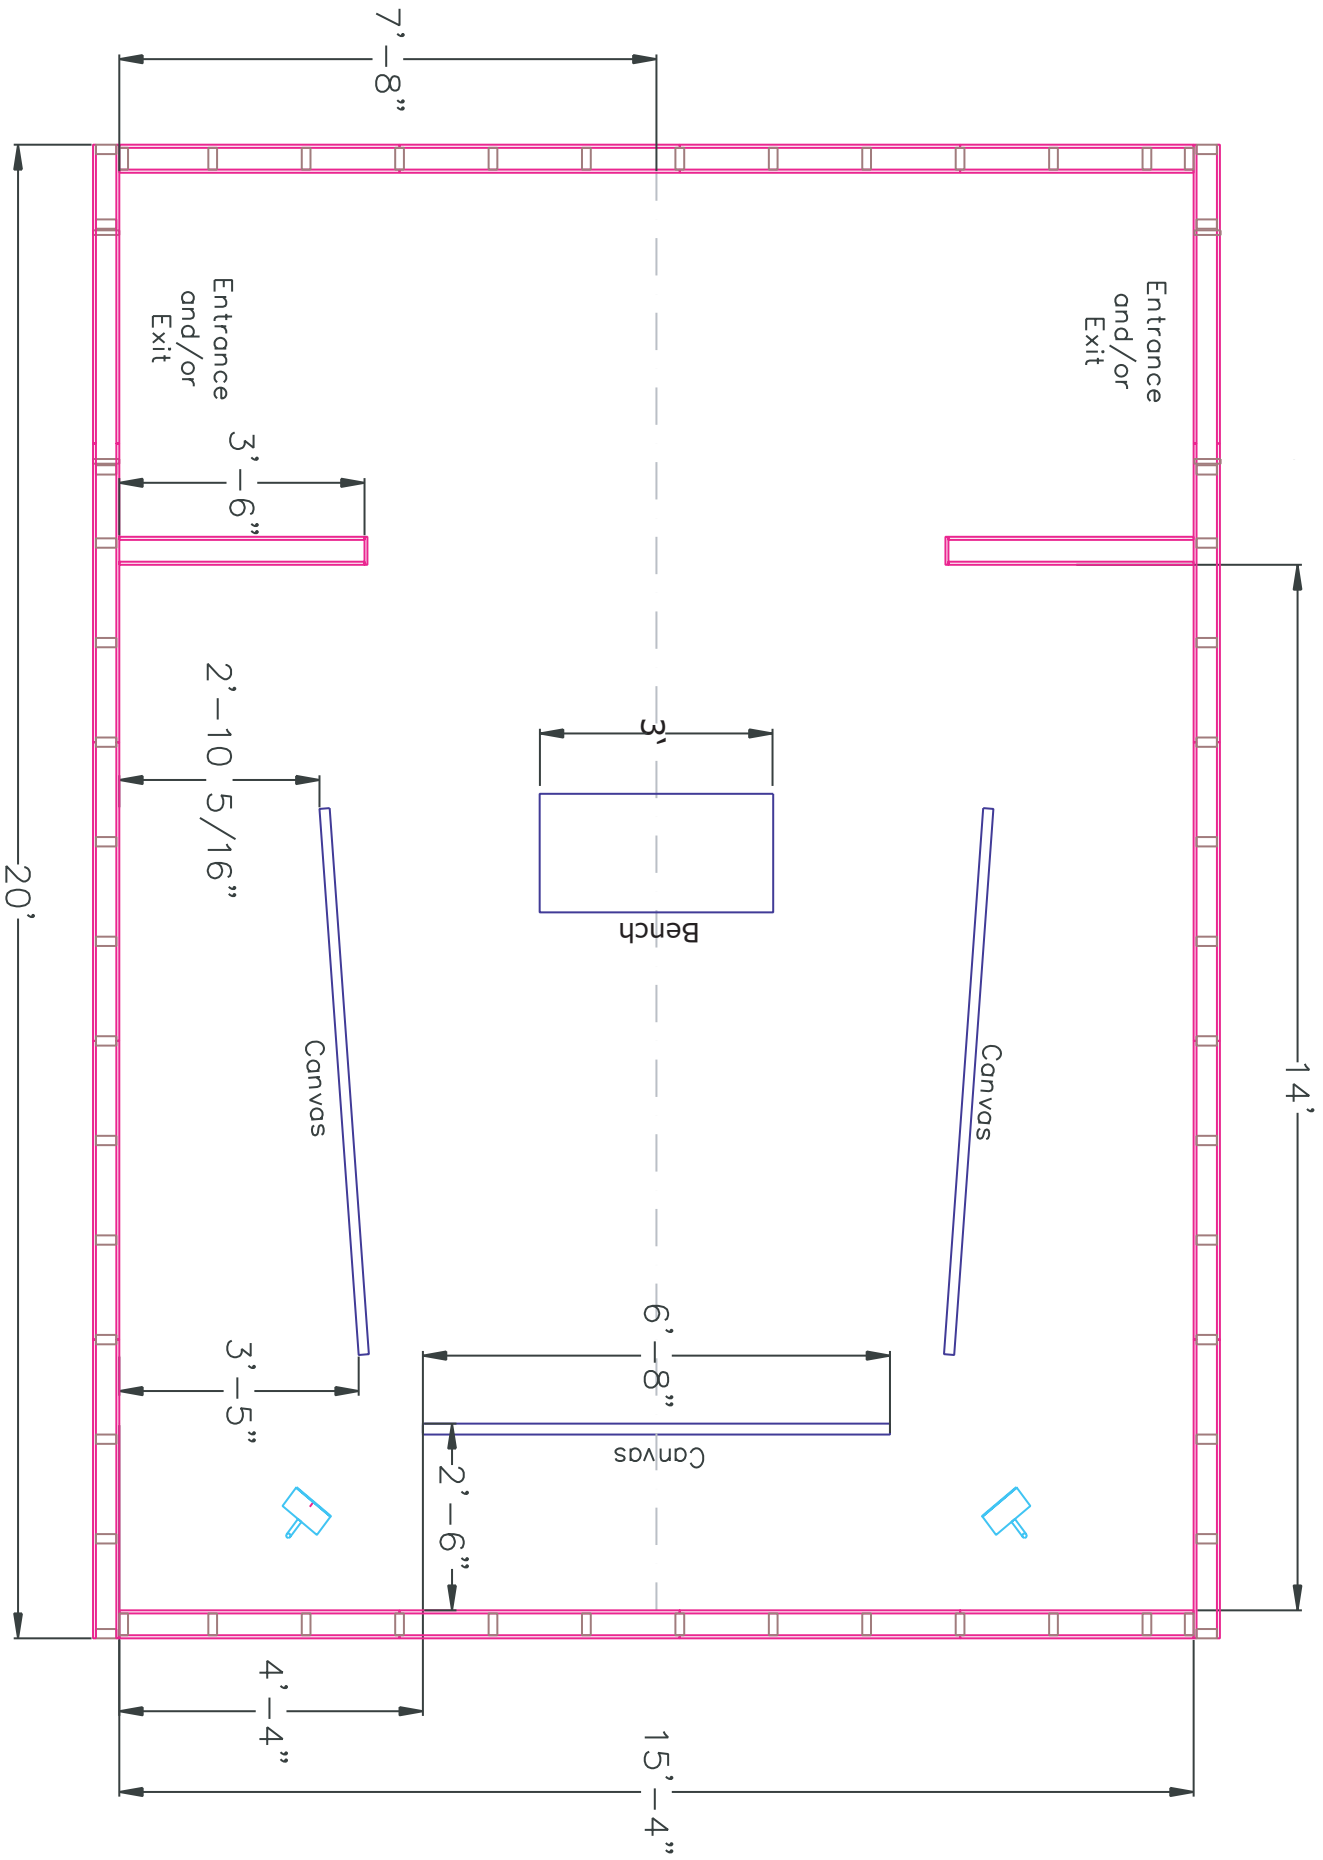 7'-8"
Entrance
and/or
Exit
Entrance
and/or
Exit
3'-6"
2'-10 5/16"
3'
Bench
20'
14'
Canvas
Canvas
6'-8"
3'-5"
Canvas
2'-6"
4'-4"
15'-4"